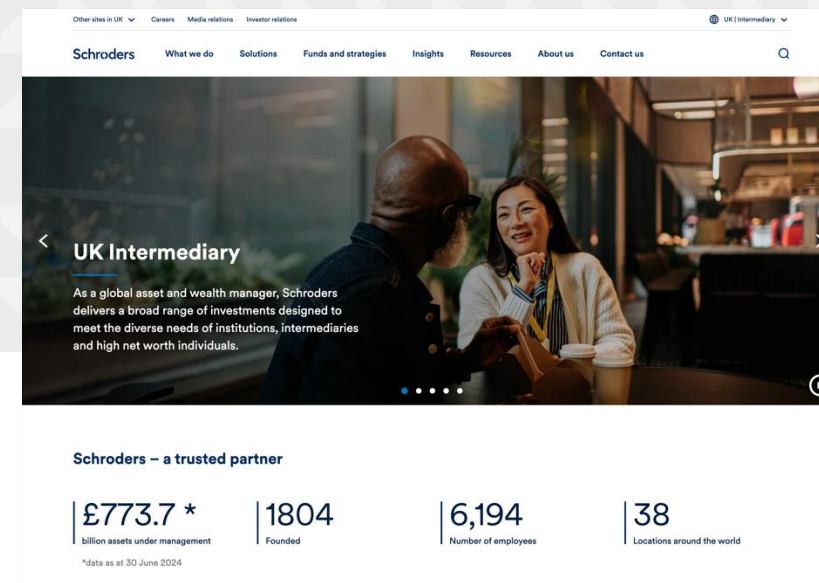 Other sites in UK Careers Media relations Investor relations UK | Intermediary
Schroders What we do Solutions Funds and strategies Insights Resources About us Contact us
UK Intermediary
As a global asset and wealth manager, Schroders
delivers a broad range of investments designed to
meet the diverse needs of institutions, intermediaries
and high net worth individuals.
Schroders – a trusted partner
£773.7 * 1804 6,194 38
billion assets under management Founded Number of employees Locations around the world
*data as at 30 June 2024